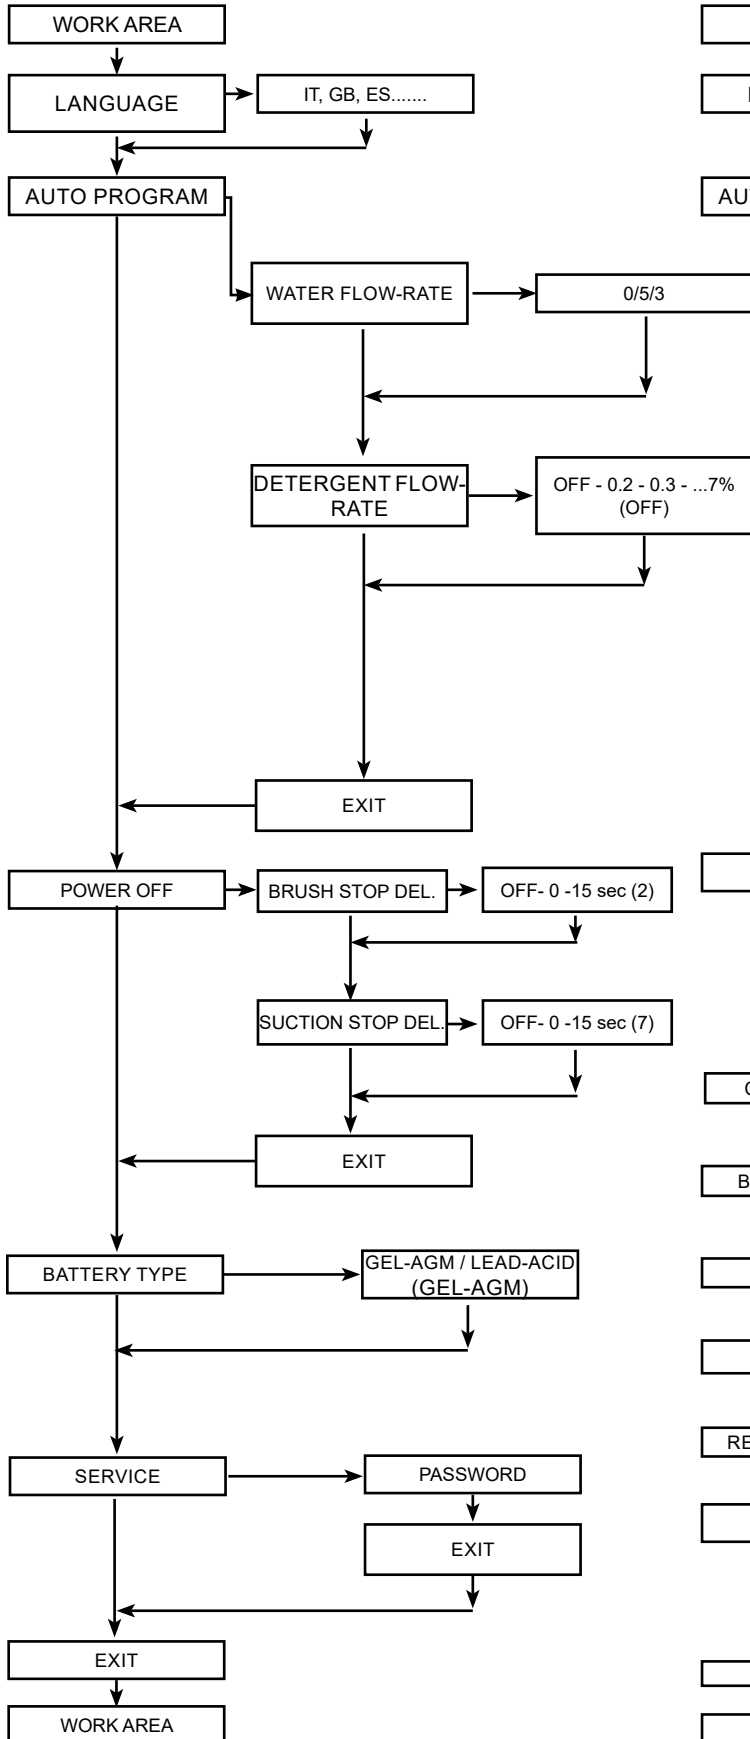 WORK AREA
LANGUAGE
IT, GB, ES.......
AUTO PROGRAM
WATER FLOW-RATE
0/5/3
DETERGENT FLOW-
RATE
OFF - 0.2 - 0.3 - ...7%
(OFF)
EXIT
POWER OFF
BRUSH STOP DEL.
OFF- 0 -15 sec (2)
SUCTION STOP DEL.
OFF- 0 -15 sec (7)
EXIT
BATTERY TYPE
GEL-AGM / LEAD-ACID
(GEL-AGM)
SERVICE
PASSWORD
EXIT
EXIT
WORK AREA